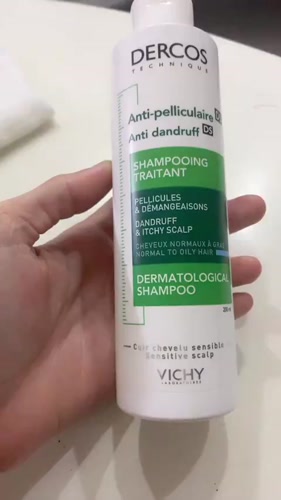 DERCOS
TECHNIQUE
Anti-pelliculaire DS
Anti dandruff DS
SHAMPOOING
TRAITANT
PELLICULES
& DÉMANGEAISONS
DANDRUFF
& ITCHY SCALP
CHEVEUX NORMAUX À
NORMAL TO OILY HAIR
DERMATOLOGICAL
SHAMPOO
Cuir chevelu sensible
Sensitive scalp
VICHY
LABORATOIRES